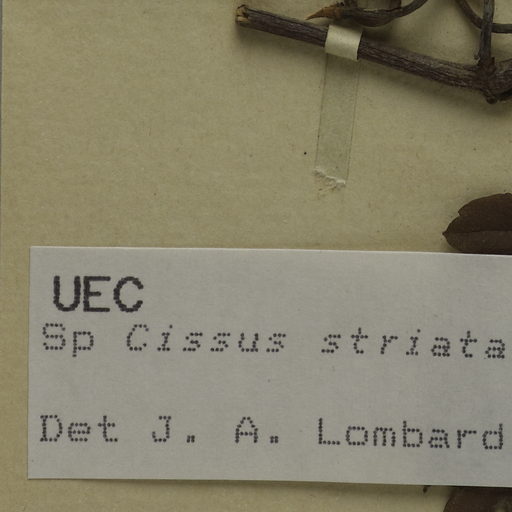 UEC
Sp Cissus striata
Det J. A. Lombard